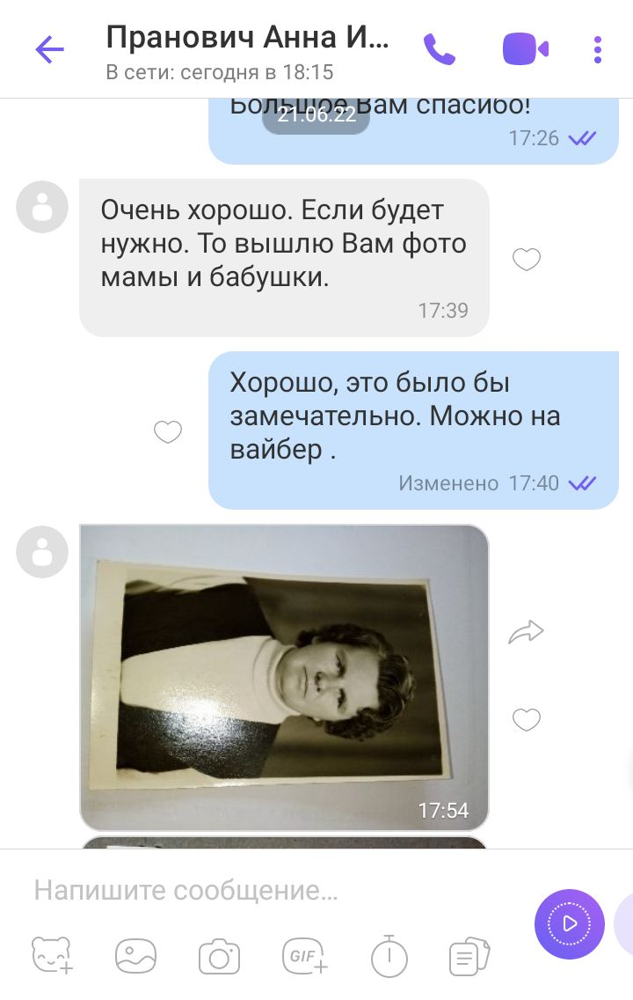 Пранович Анна И...
В сети: сегодня в 18:15
Большое Вам спасибо!
21.06.22
17:26
Очень хорошо. Если будет
нужно. То вышлю Вам фото
мамы и бабушки.
17:39
Хорошо, это было бы
замечательно. Можно на
вайбер .
Изменено 17:40
17:54
Напишите сообщение...
GIF